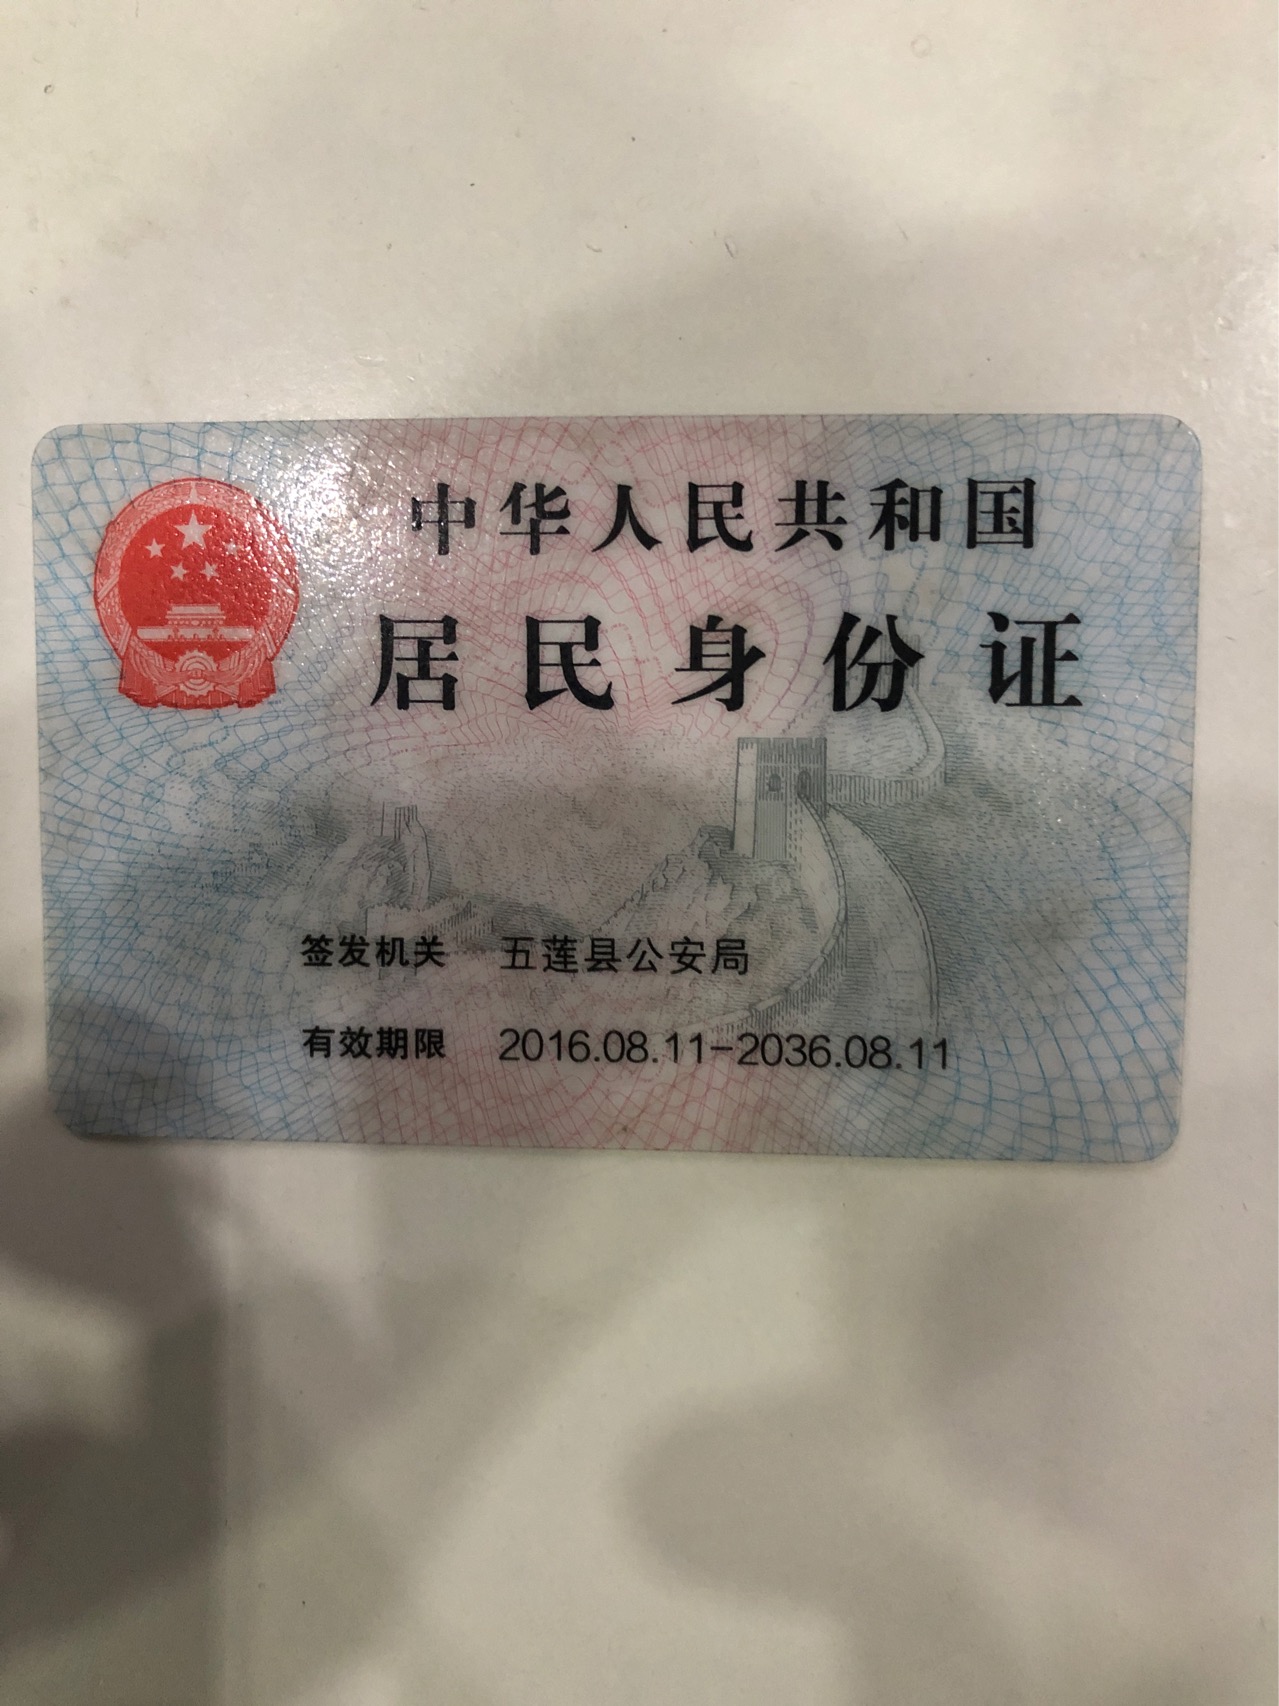 中华人民共和国
居民身份证
签发机关 五莲县公安局
有效期限 2016.08.11-2036.08.11